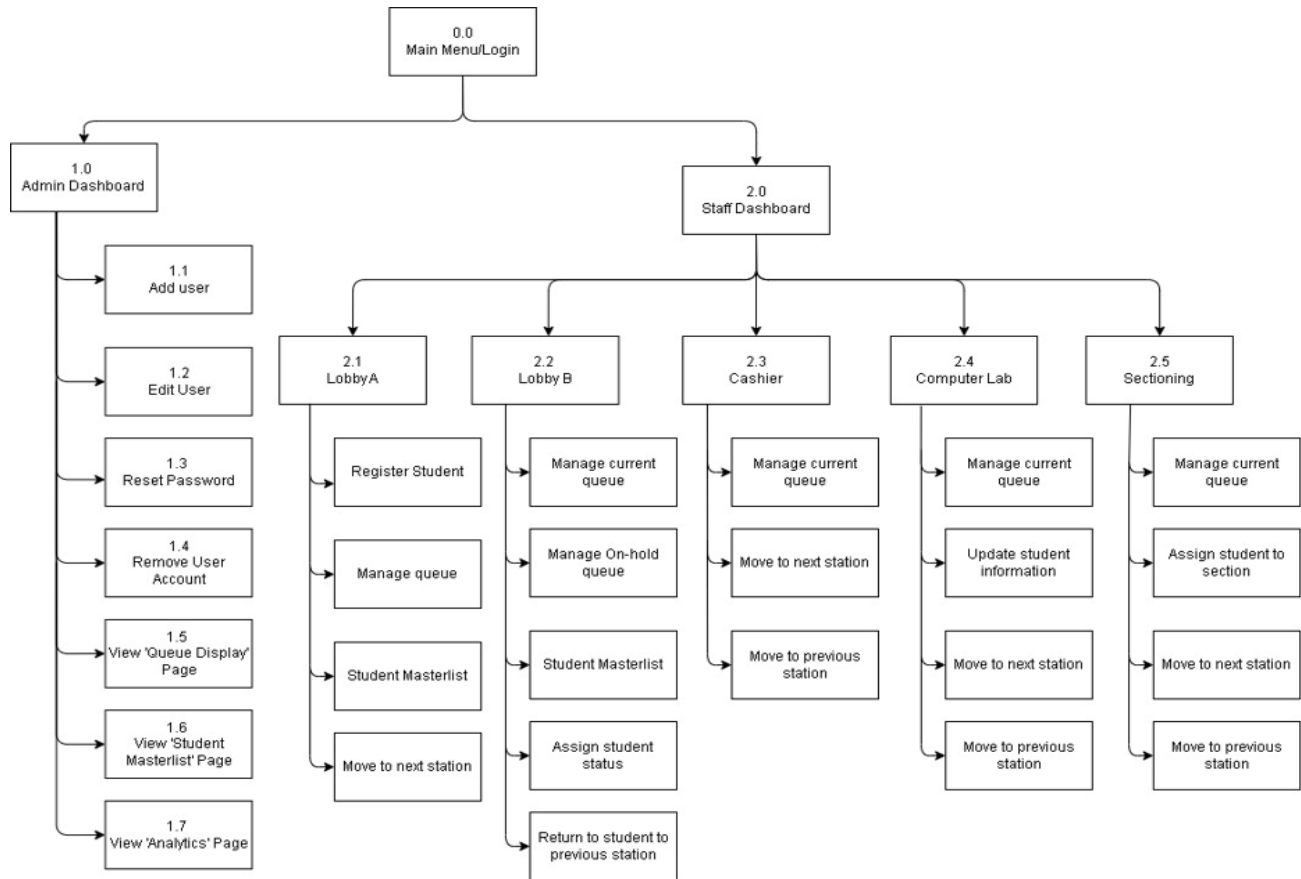 0.0
Main Menu/Login
1.0
Admin Dashboard
1.1
Add user
1.2
Edit User
1.3
Reset Password
1.4
Remove User
Account
1.5
View 'Queue Display'
Page
1.6
View 'Student
Masterlist' Page
1.7
View 'Analytics' Page
2.0
Staff Dashboard
2.1
Lobby A
Register Student
Manage queue
Student Masterlist
Move to next station
2.2
Lobby B
Manage current
queue
Manage On-hold
queue
Student Masterlist
Assign student
status
Return to student to
previous station
2.3
Cashier
Manage current
queue
Move to next station
Move to previous
station
2.4
Computer Lab
Manage current
queue
Update student
information
Move to next station
Move to previous
station
2.5
Sectioning
Manage current
queue
Assign student to
section
Move to next station
Move to previous
station